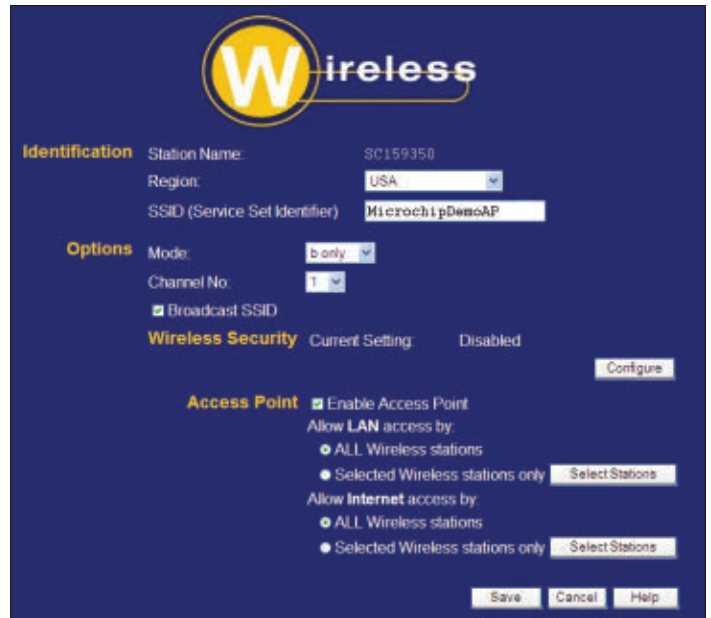 Wireless
Identification Station Name: SC159350
Region: USA
SSID (Service Set Identifier) MicrochipDemoAP
Options Mode: b only
Channel No: 1
Broadcast SSID
Wireless Security Current Setting: Disabled
Configure
Access Point Enable Access Point
Allow LAN access by:
ALL Wireless stations
Selected Wireless stations only Select Stations
Allow Internet access by:
ALL Wireless stations
Selected Wireless stations only Select Stations
Save Cancel Help